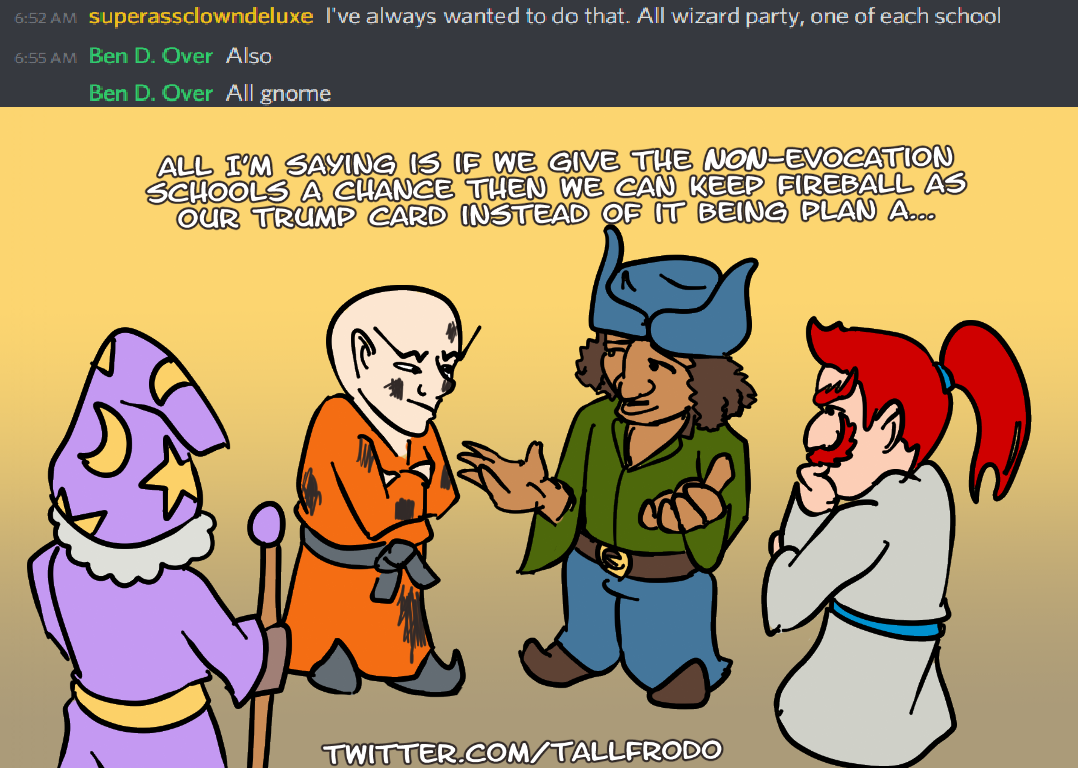 6:52 AM superassclowndeluxe I've always wanted to do that. All wizard party, one of each school
6:55 AM Ben D. Over Also
Ben D. Over All gnome
ALL I'M SAYING IS IF WE GIVE THE NON-EVOCATION
SCHOOLS A CHANCE THEN WE CAN KEEP FIREBALL AS
OUR TRUMP CARD INSTEAD OF IT BEING PLAN A...
TWITTER.COM/TALLFRODO